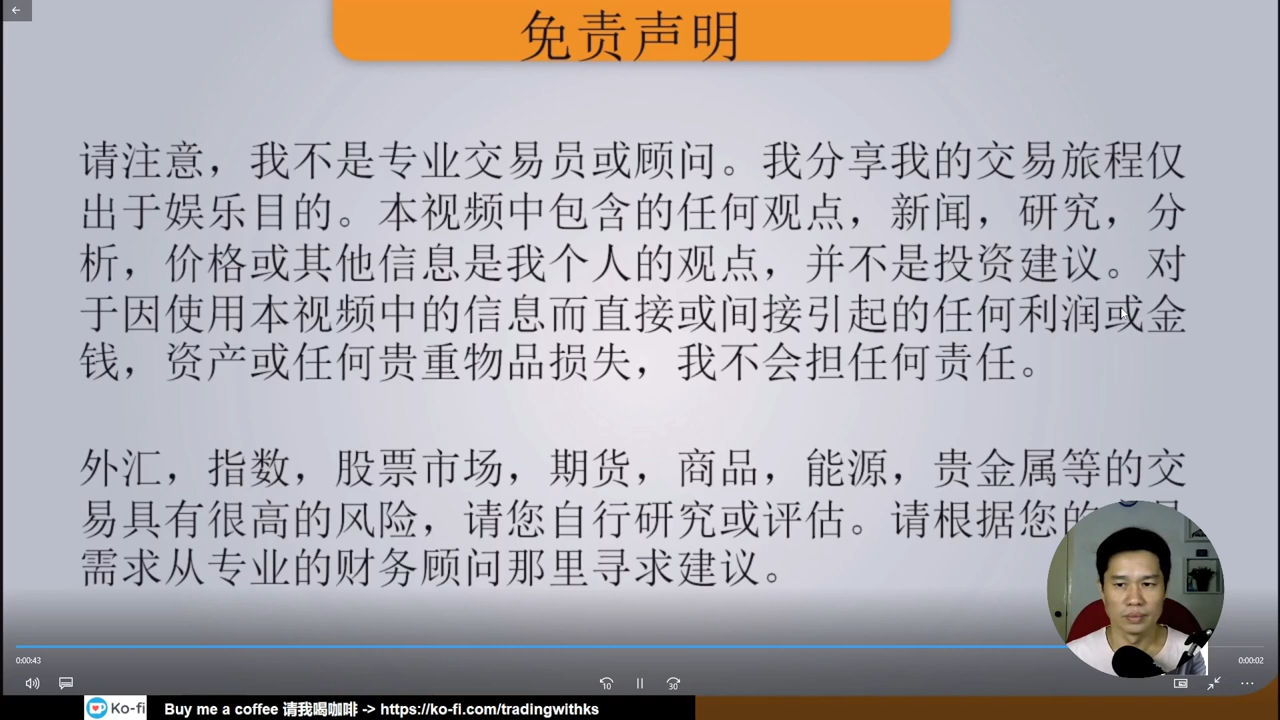 免责声明
请注意，我不是专业交易员或顾问。我分享我的交易旅程仅
出于娱乐目的。本视频中包含的任何观点，新闻，研究，分
析，价格或其他信息是我个人的观点，并不是投资建议。对
于因使用本视频中的信息而直接或间接引起的任何利润或金
钱，资产或任何贵重物品损失，我不会担任何责任。
外汇，指数，股票市场，期货，商品，能源，贵金属等的交
易具有很高的风险，请您自行研究或评估。请根据您的
需求从专业的财务顾问那里寻求建议。
0:00:43
0:00:02
10
30
Ko-fi
Buy me a coffee 请我喝咖啡 -> https://ko-fi.com/tradingwithks